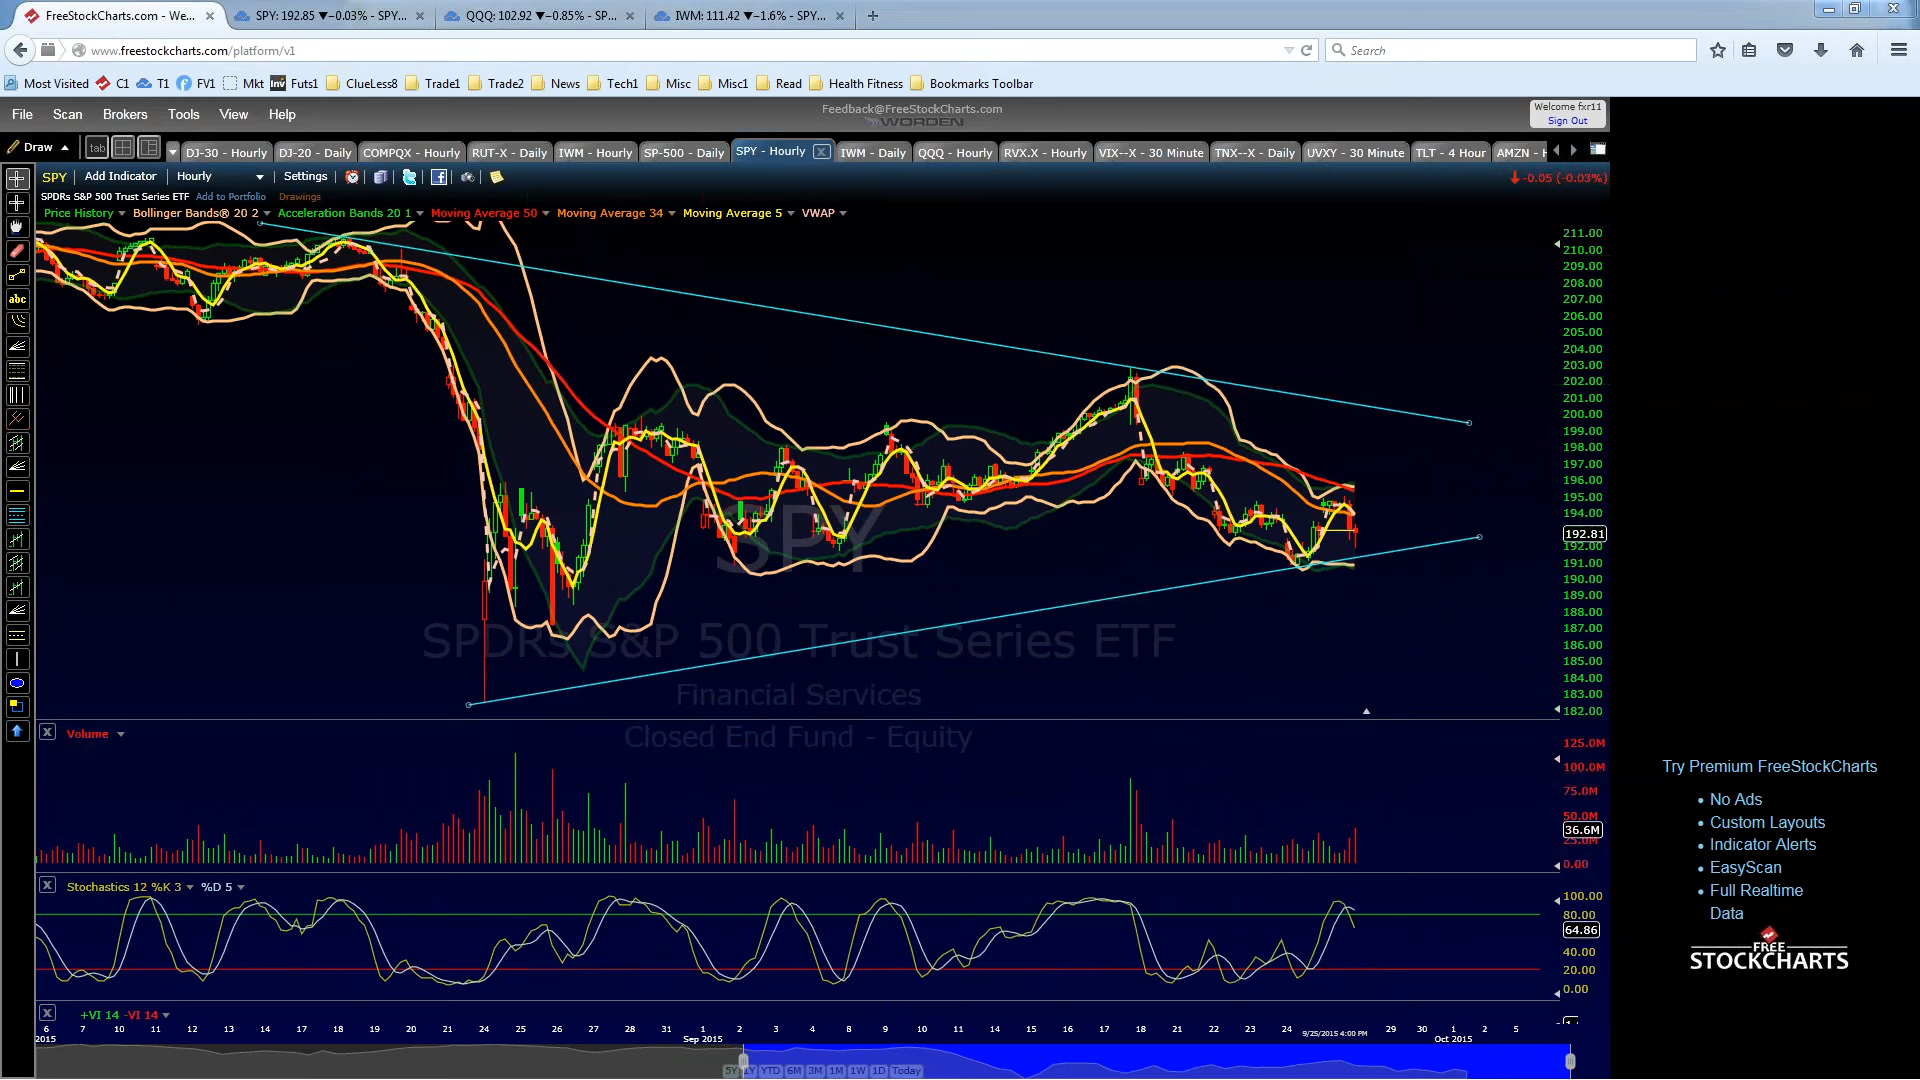 FreeStockCharts.com - We... × SPY: 192.85 ▼−0.03% - SPY... × QQQ: 102.92 ▼−0.85% - SP... × IWM: 111.42 ▼−1.6% - SPY... × +
www.freestockcharts.com/platform/v1 Search
Most Visited C1 T1 FV1 Mkt Inv Futs1 ClueLess8 Trade1 Trade2 News Tech1 Misc Misc1 Read Health Fitness Bookmarks Toolbar
Feedback@FreeStockCharts.com
WORDEN
Welcome fxr11
Sign Out
File Scan Brokers Tools View Help
Draw tab DJ-30 - Hourly DJ-20 - Daily COMPQX - Hourly RUT-X - Daily IWM - Hourly SP-500 - Daily SPY - Hourly X IWM - Daily QQQ - Hourly RVX.X - Hourly VIX--X - 30 Minute TNX--X - Daily UVXY - 30 Minute TLT - 4 Hour AMZN - H
SPY Add Indicator Hourly Settings -0.05 (-0.03%)
SPDRs S&P 500 Trust Series ETF Add to Portfolio Drawings
Price History Bollinger Bands® 20 2 Acceleration Bands 20 1 Moving Average 50 Moving Average 34 Moving Average 5 VWAP
abc
211.00
210.00
209.00
208.00
207.00
206.00
205.00
204.00
203.00
202.00
201.00
200.00
199.00
198.00
197.00
196.00
195.00
194.00
192.81
192.00
191.00
190.00
189.00
188.00
187.00
186.00
185.00
184.00
183.00
182.00
SPY
SPDRs S&P 500 Trust Series ETF
Financial Services
Closed End Fund - Equity
X Volume
125.0M
100.0M
75.0M
50.0M
36.6M
25.0M
0.00
X Stochastics 12 %K 3 %D 5
100.00
80.00
64.86
40.00
20.00
0.00
X +VI 14 -VI 14
6 7 10 11 12 13 14 17 18 19 20 21 24 25 26 27 28 31 1 2 3 4 8 9 10 11 14 15 16 17 18 21 22 23 24 9/25/2015 4:00 PM 29 30 1 2 5
2015 Sep 2015 Oct 2015
5Y 1Y YTD 6M 3M 1M 1W 1D Today
Try Premium FreeStockCharts
• No Ads
• Custom Layouts
• Indicator Alerts
• EasyScan
• Full Realtime
Data
FREE
STOCKCHARTS